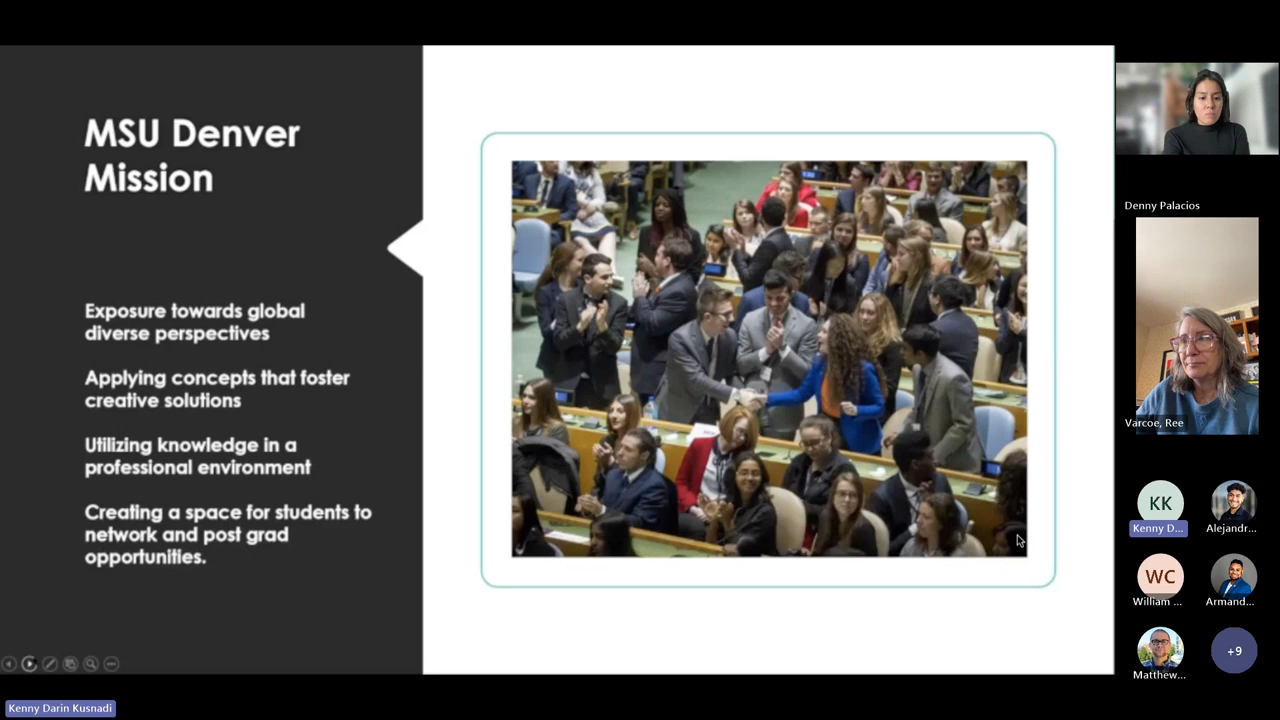 MSU Denver
Mission
Exposure towards global
diverse perspectives
Applying concepts that foster
creative solutions
Utilizing knowledge in a
professional environment
Creating a space for students to
network and post grad
opportunities.
Denny Palacios
Varcoe, Ree
KK
Kenny D...
Alejandr...
WC
William ...
Armand...
Matthew...
+9
Kenny Darin Kusnadi